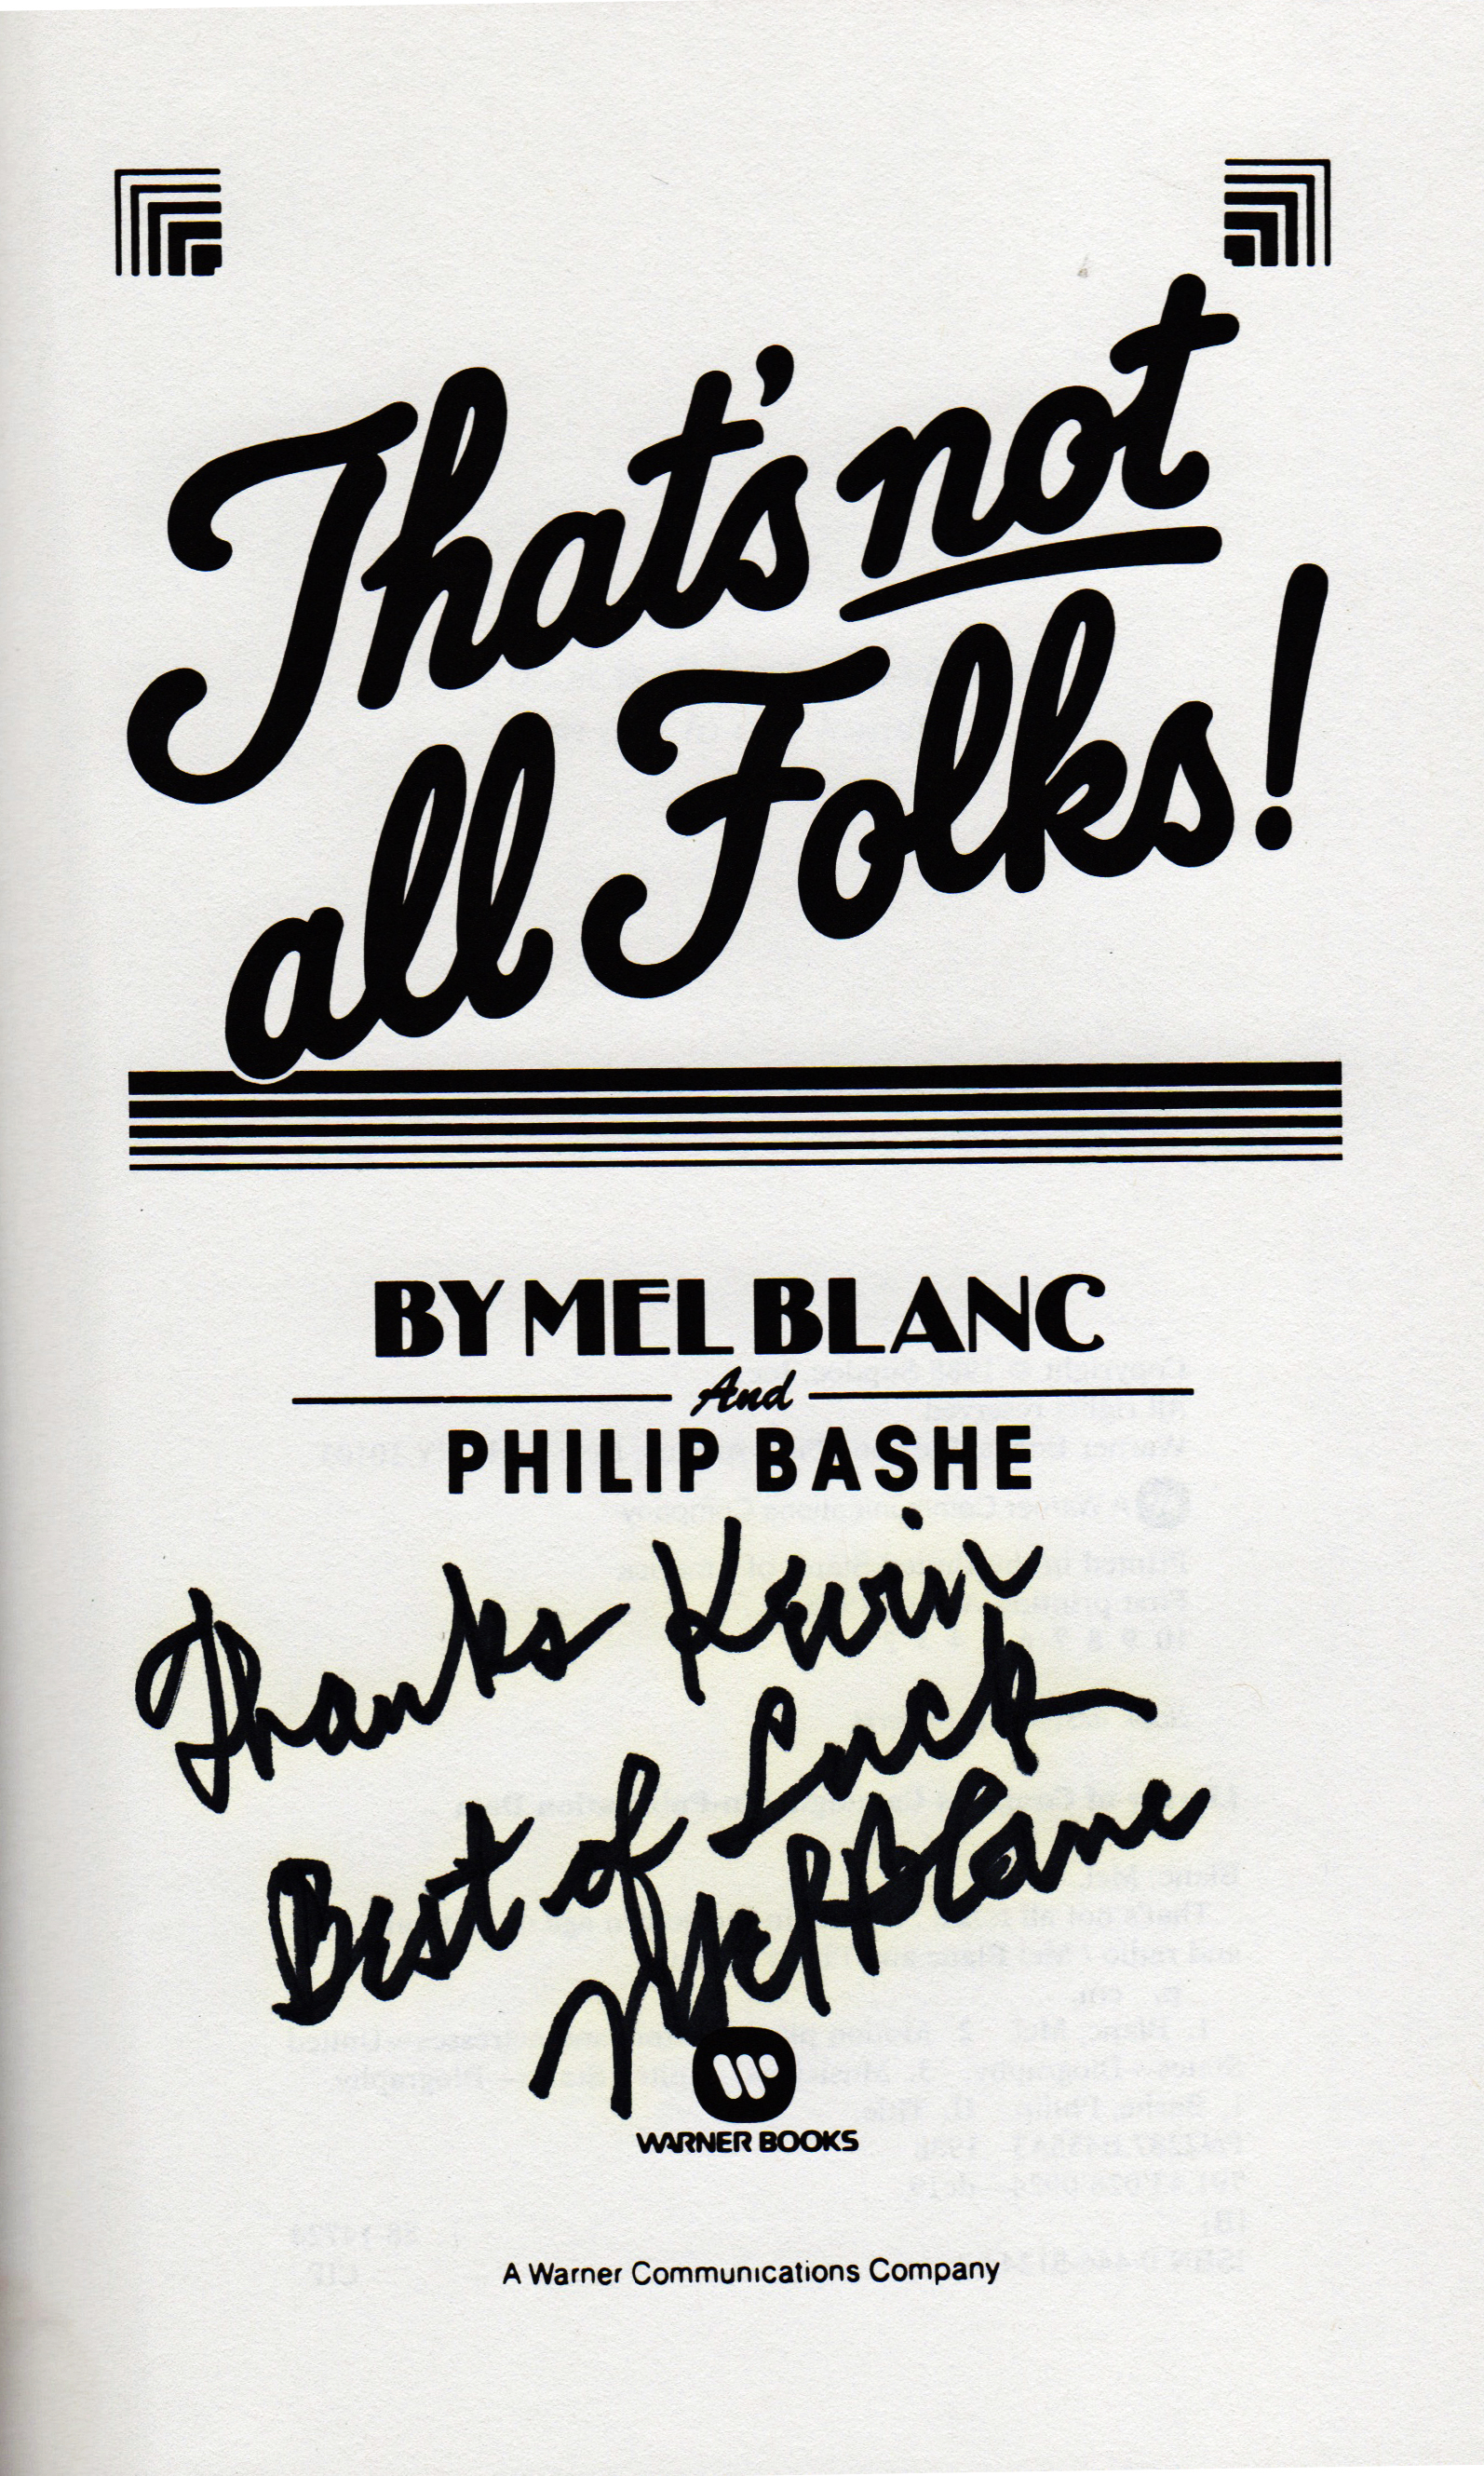 That's not
all Folks!
BY MEL BLANC
And
PHILIP BASHE
Thanks Kevin
Best of Luck
Mel Blanc
WARNER BOOKS
A Warner Communications Company